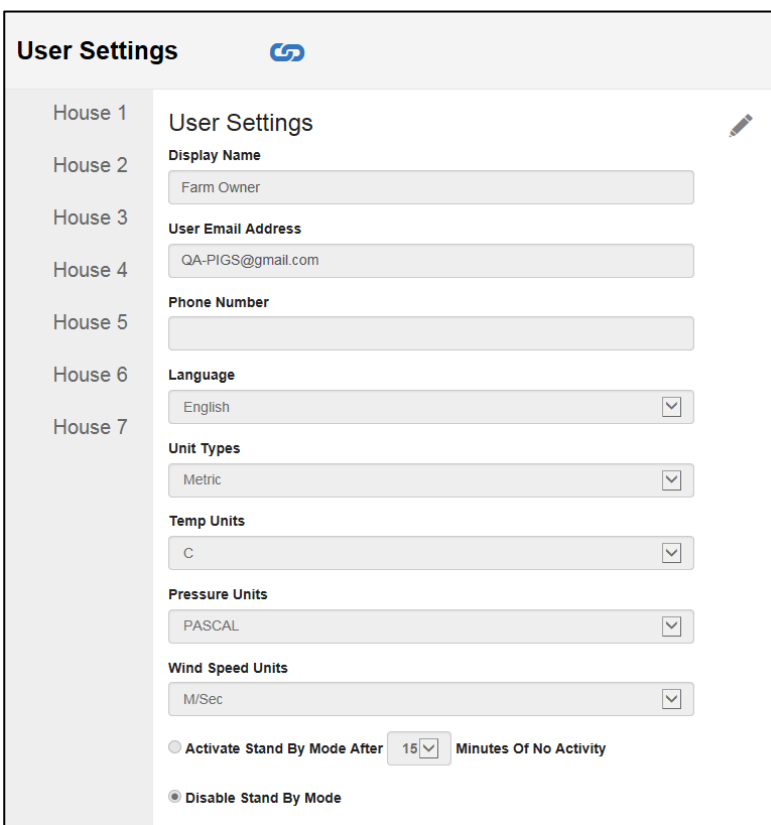 User Settings
House 1
House 2
House 3
House 4
House 5
House 6
House 7
User Settings
Display Name
Farm Owner
User Email Address
QA-PIGS@gmail.com
Phone Number
Language
English
Unit Types
Metric
Temp Units
C
Pressure Units
PASCAL
Wind Speed Units
M/Sec
Activate Stand By Mode After 15 Minutes Of No Activity
Disable Stand By Mode